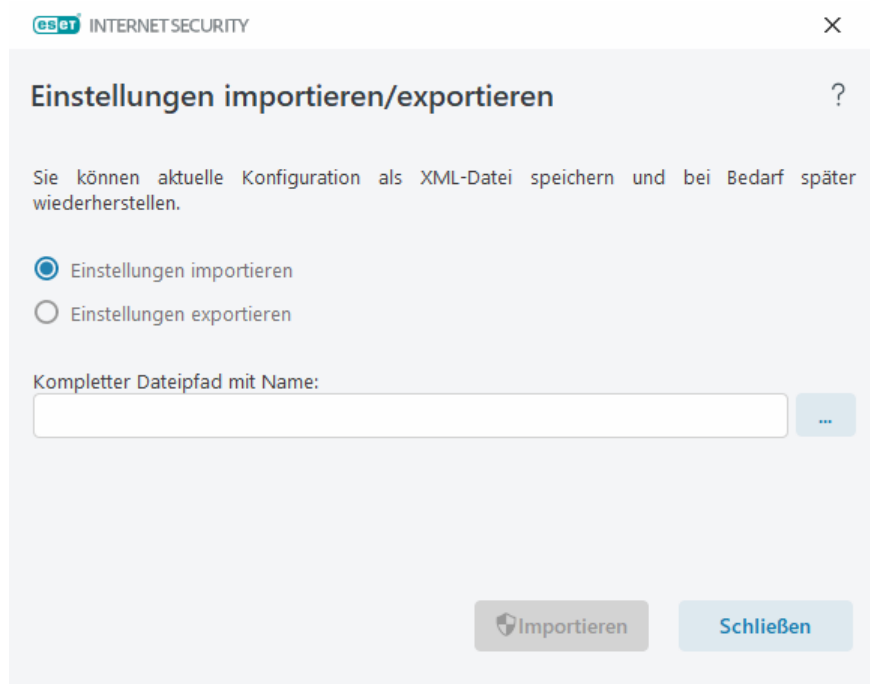 eset INTERNET SECURITY
Einstellungen importieren/exportieren
?
Sie können aktuelle Konfiguration als XML-Datei speichern und bei Bedarf später
wiederherstellen.
Einstellungen importieren
Einstellungen exportieren
Kompletter Dateipfad mit Name:
...
Importieren
Schließen